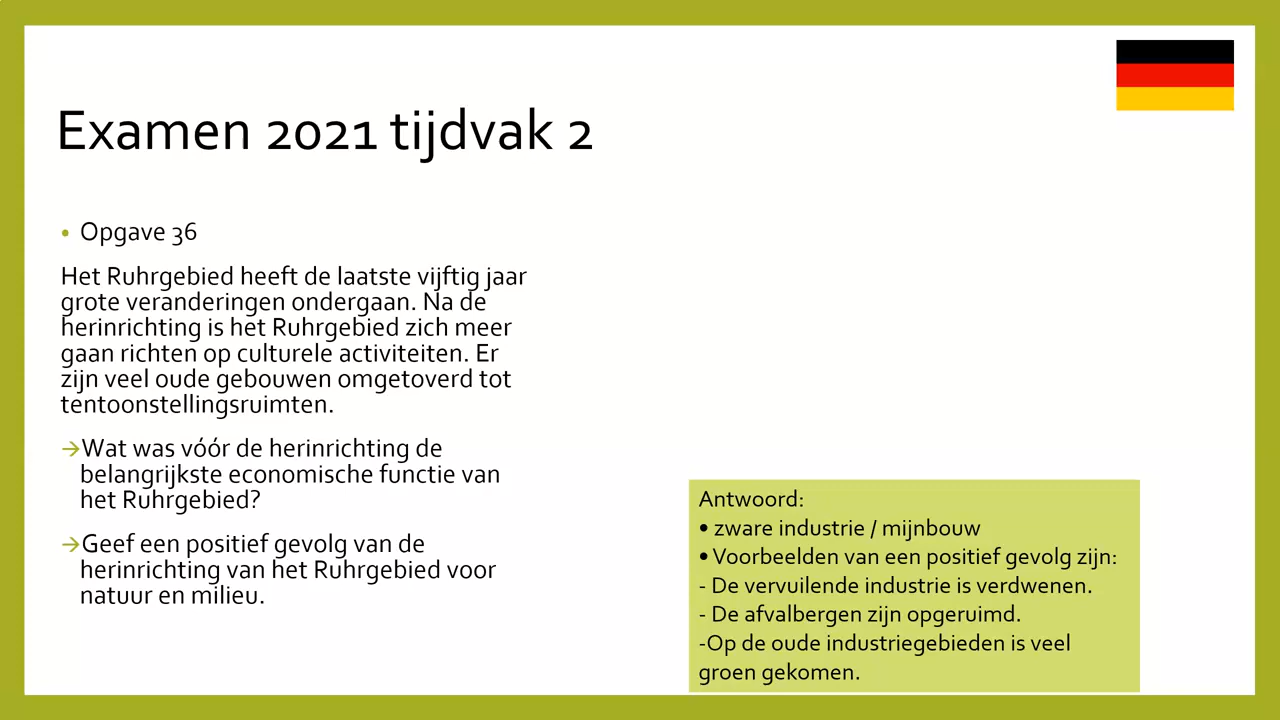 Examen 2021 tijdvak 2
• Opgave 36
Het Ruhrgebied heeft de laatste vijftig jaar
grote veranderingen ondergaan. Na de
herinrichting is het Ruhrgebied zich meer
gaan richten op culturele activiteiten. Er
zijn veel oude gebouwen omgetoverd tot
tentoonstellingsruimten.
→Wat was vóór de herinrichting de
belangrijkste economische functie van
het Ruhrgebied?
→Geef een positief gevolg van de
herinrichting van het Ruhrgebied voor
natuur en milieu.
Antwoord:
• zware industrie / mijnbouw
• Voorbeelden van een positief gevolg zijn:
- De vervuilende industrie is verdwenen.
- De afvalbergen zijn opgeruimd.
-Op de oude industriegebieden is veel
groen gekomen.